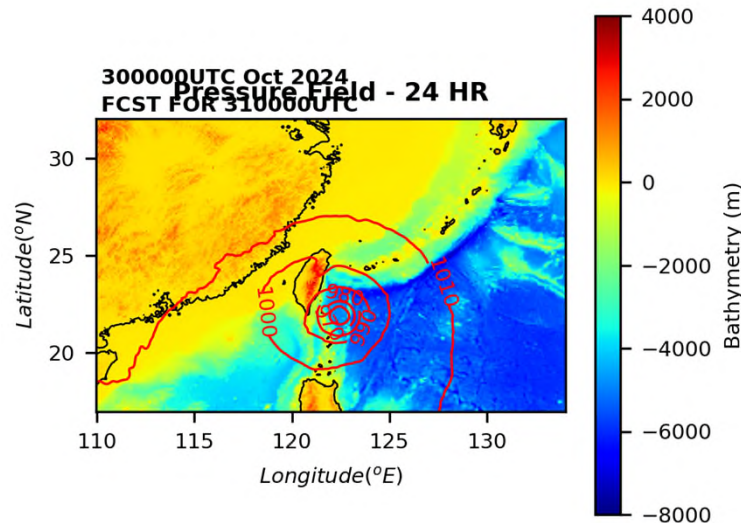 300000UTC Oct 2024
FCST FOR 310000UTC
Pressure Field - 24 HR
Latitude(°N)
30
25
20
110
115
120
125
130
Longitude(°E)
1000
1010
4000
2000
0
−2000
−4000
−6000
−8000
Bathymetry (m)